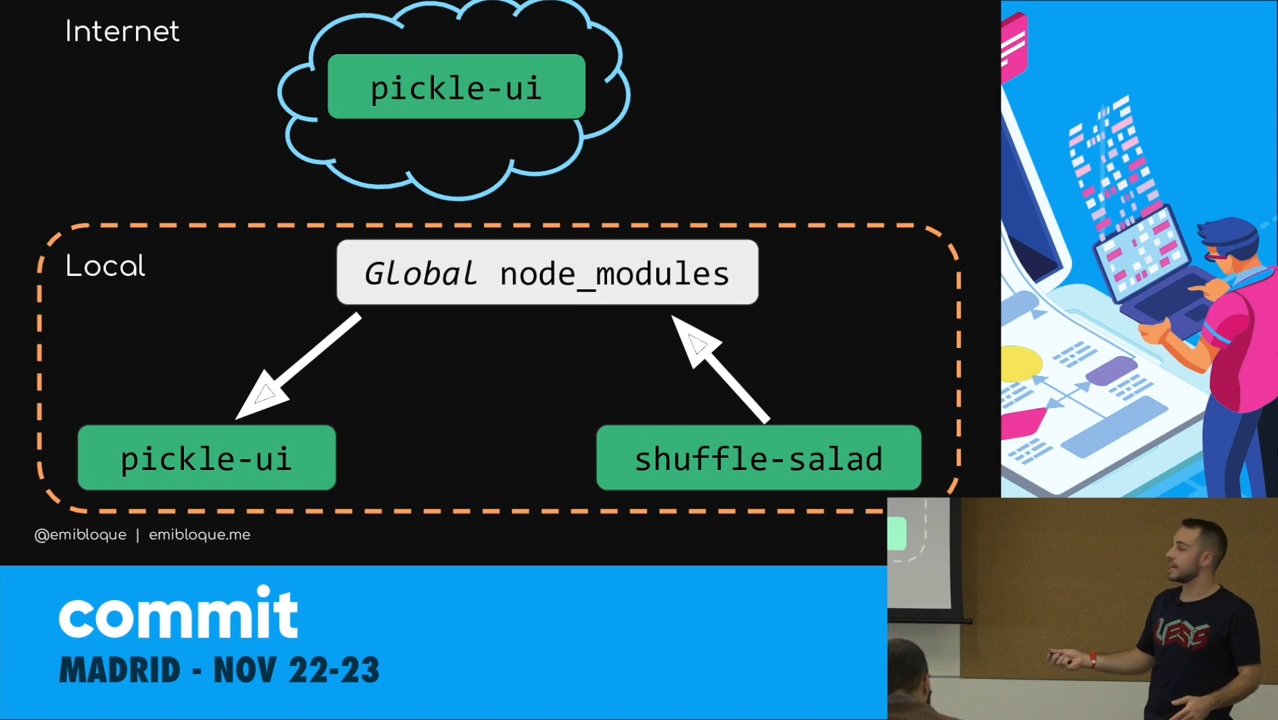 Internet
pickle-ui
Local
Global node_modules
pickle-ui
shuffle-salad
@emibloque | emibloque.me
commit
MADRID - NOV 22-23